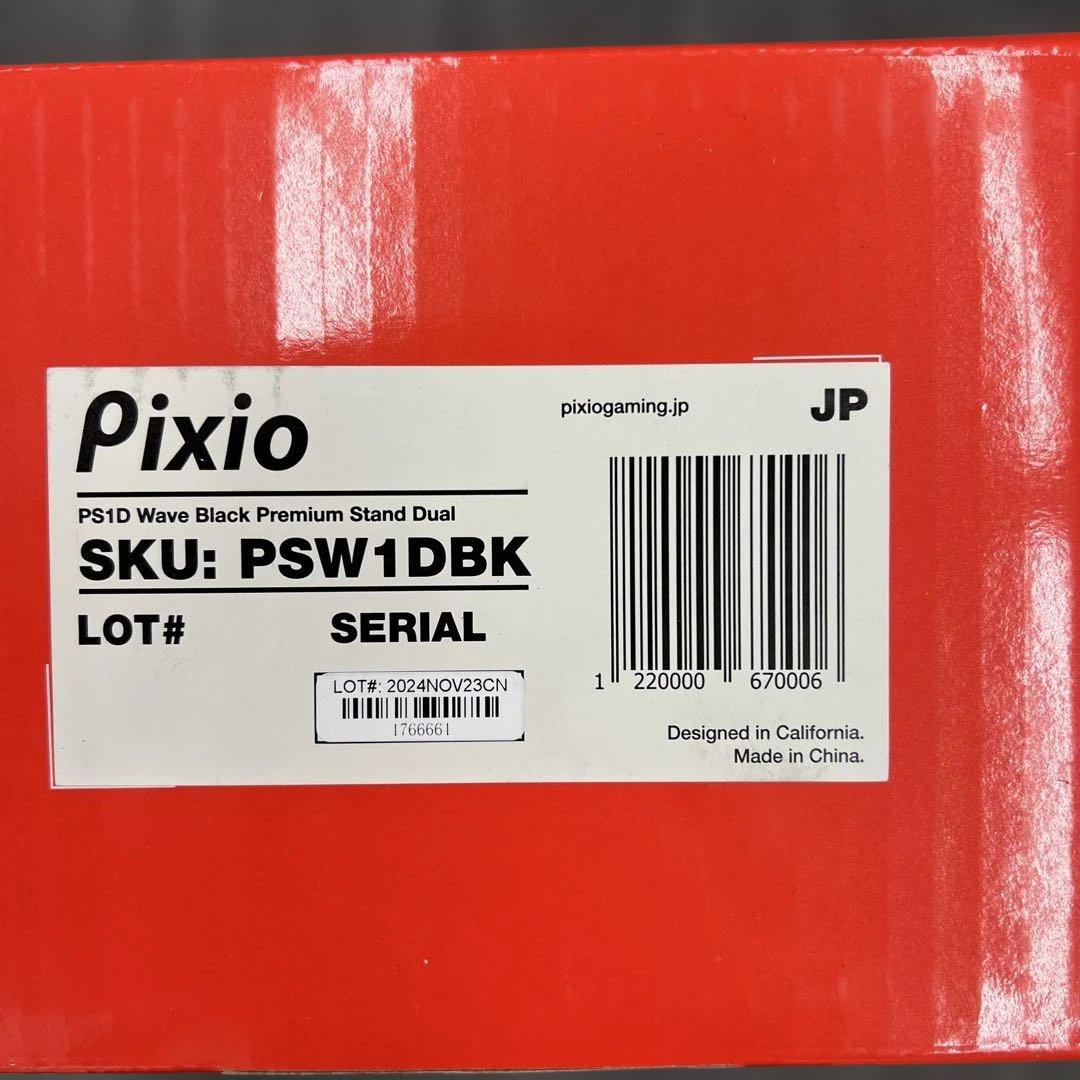 Pixio
pixiogaming.jp
JP
PS1D Wave Black Premium Stand Dual
SKU: PSW1DBK
LOT# SERIAL
LOT#: 2024NOV23CN
1766661
1 220000 670006
Designed in California.
Made in China.